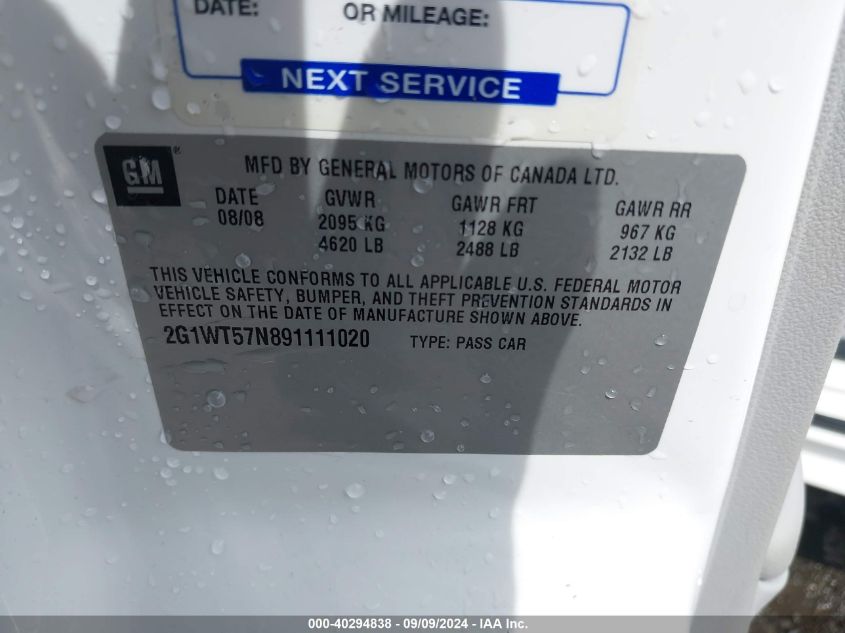 DATE: OR MILEAGE:
NEXT SERVICE
GM®
MFD BY GENERAL MOTORS OF CANADA LTD.
DATE GVWR GAWR FRT GAWR RR
08/08 2095 KG 1128 KG 967 KG
4620 LB 2488 LB 2132 LB
THIS VEHICLE CONFORMS TO ALL APPLICABLE U.S. FEDERAL MOTOR
VEHICLE SAFETY, BUMPER, AND THEFT PREVENTION STANDARDS IN
EFFECT ON THE DATE OF MANUFACTURE SHOWN ABOVE.
2G1WT57N891111020 TYPE: PASS CAR
000-40294838 - 09/09/2024 - IAA Inc.